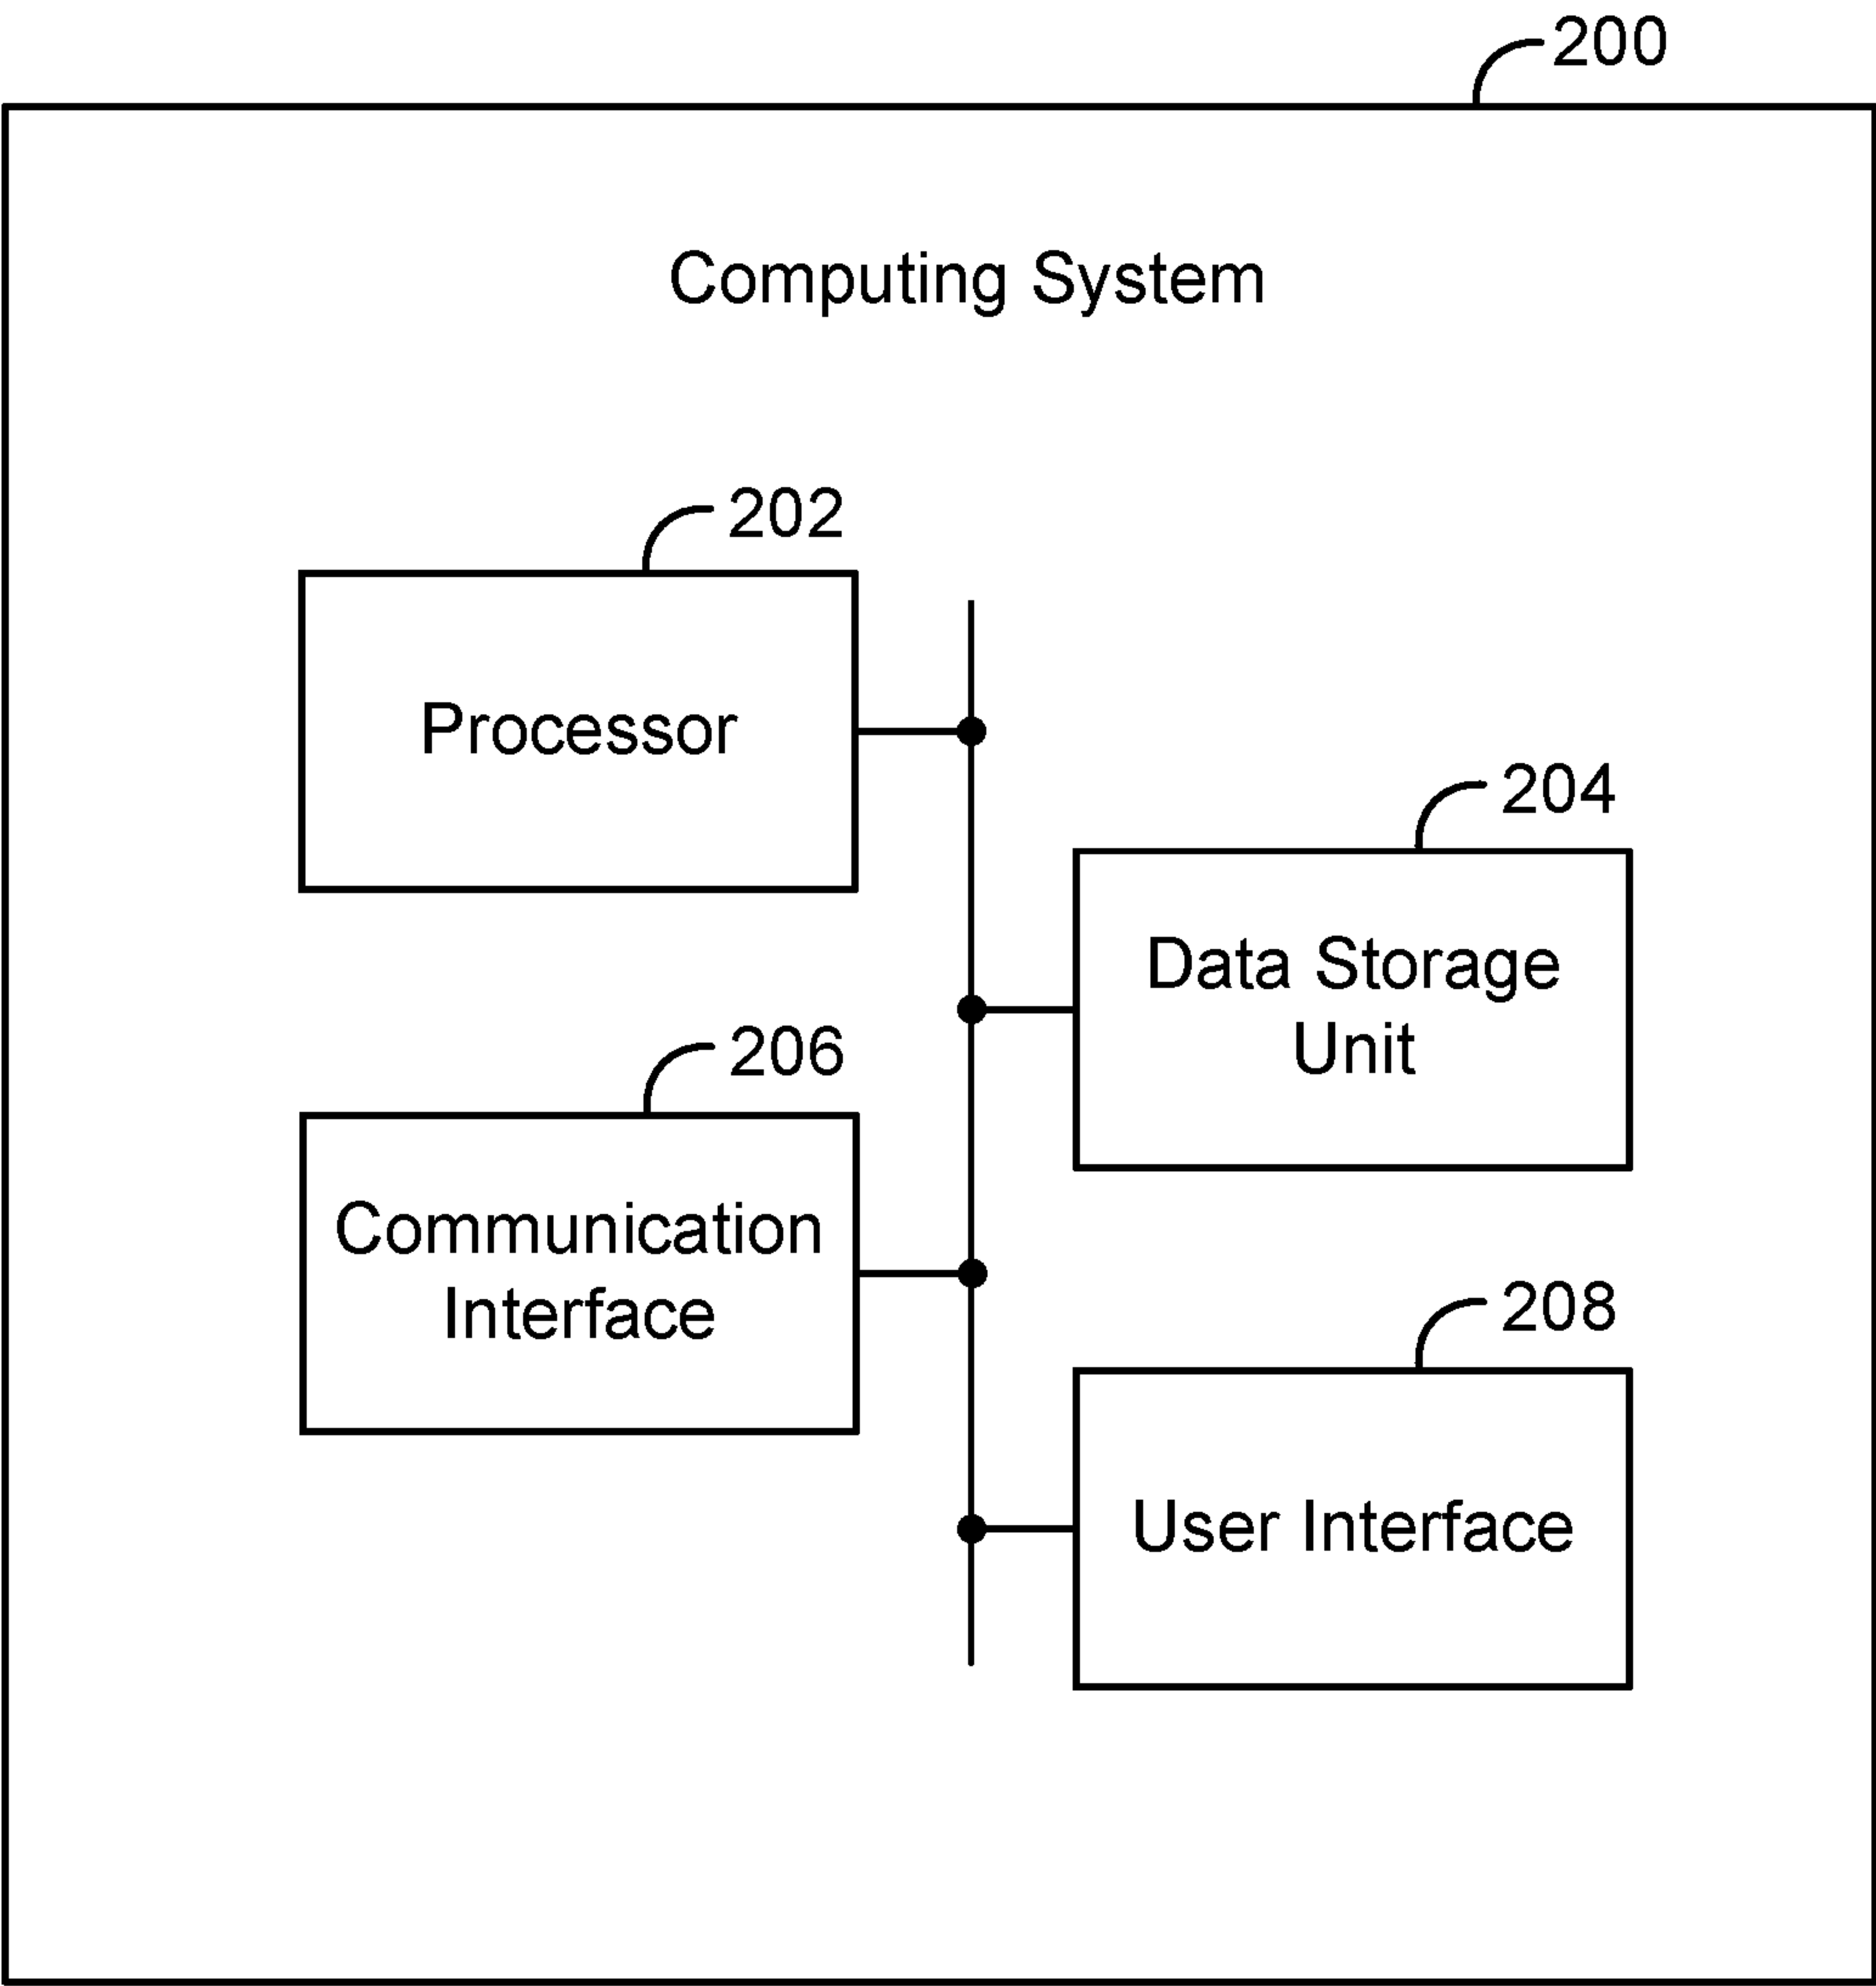 200
Computing System
202
Processor
204
Data Storage
Unit
206
Communication
Interface
208
User Interface